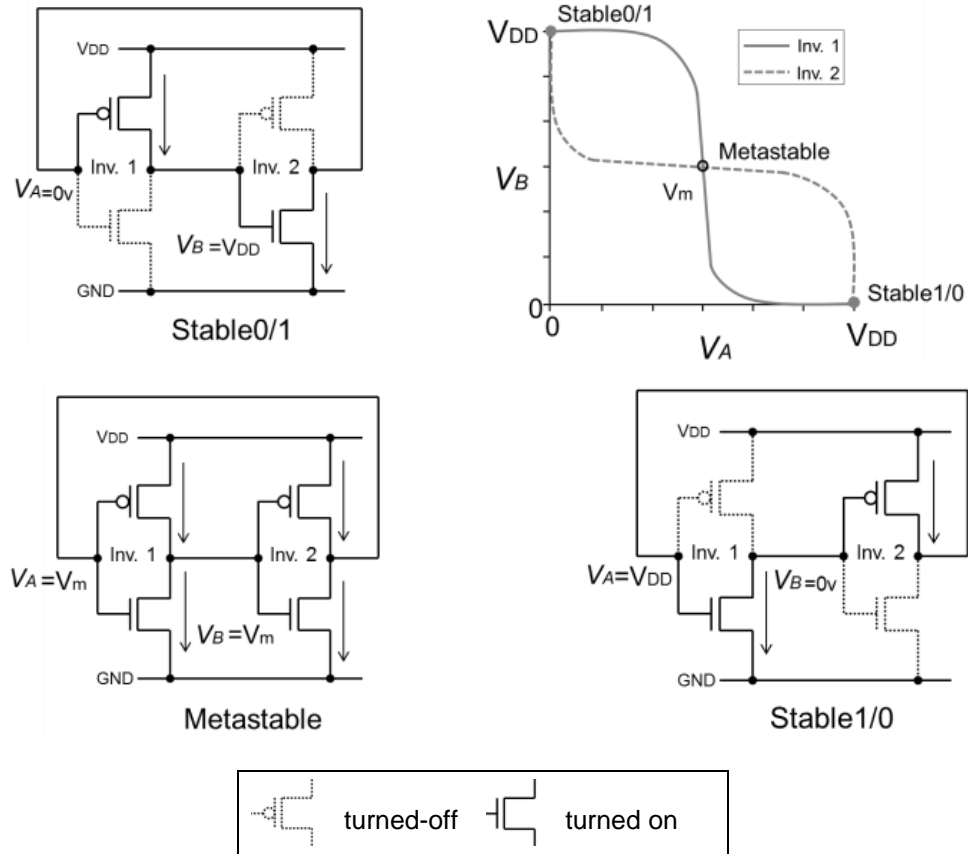 VDD
Inv. 1
Inv. 2
VA=0v
VB=VDD
GND
Stable0/1
Stable0/1
VDD
Inv. 1
Inv. 2
Metastable
VB
Vm
Stable1/0
0
0
VA
VDD
VDD
Inv. 1
Inv. 2
VA=Vm
VB=Vm
GND
Metastable
VDD
Inv. 1
Inv. 2
VA=VDD
VB=0v
GND
Stable1/0
turned-off
turned on